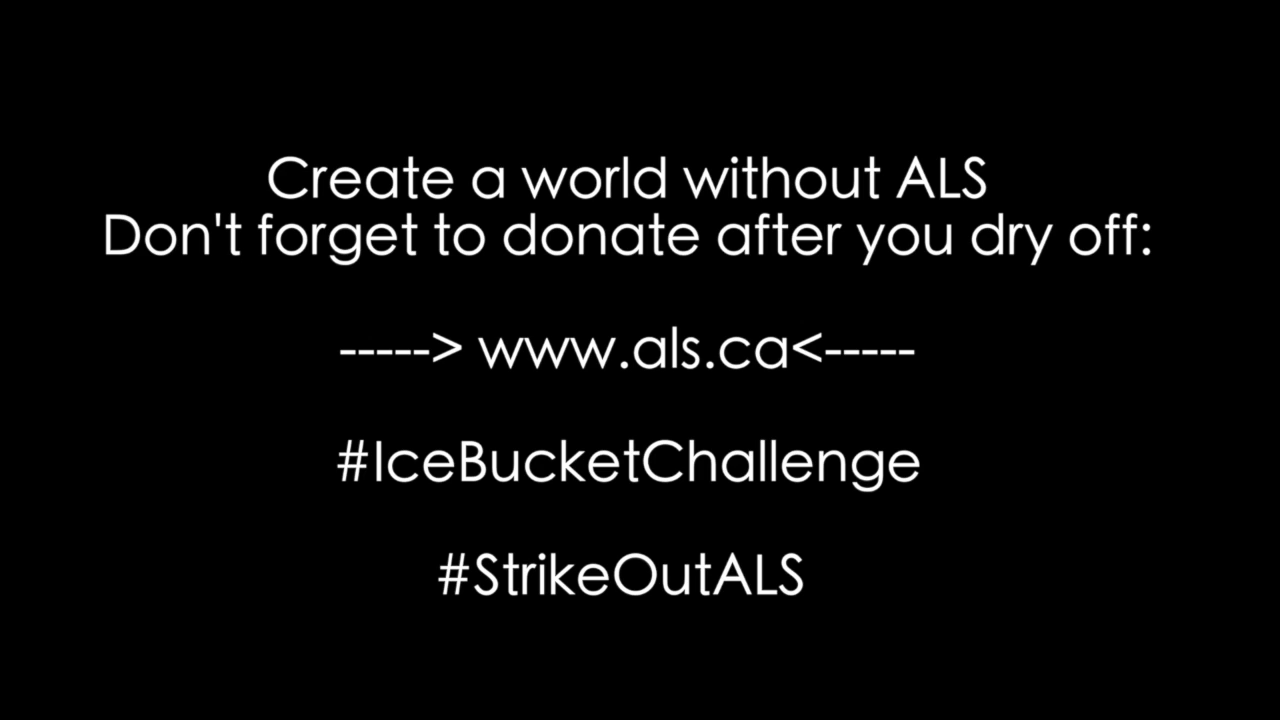 Create a world without ALS
Don't forget to donate after you dry off:
-----> www.als.ca<-----
#IceBucketChallenge
#StrikeOutALS